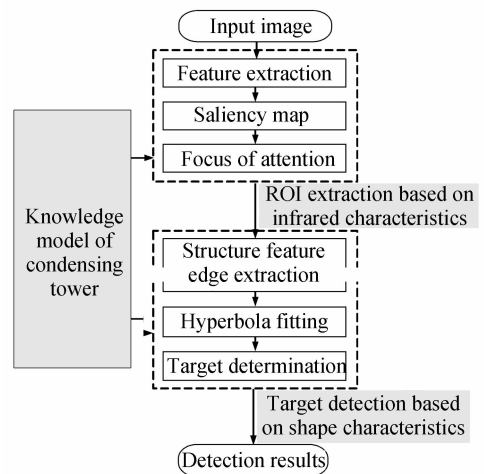 Input image
Feature extraction
Saliency map
Focus of attention
ROI extraction based on
infrared characteristics
Knowledge
model of
condensing
tower
Structure feature
edge extraction
Hyperbola fitting
Target determination
Target detection based
on shape characteristics
Detection results